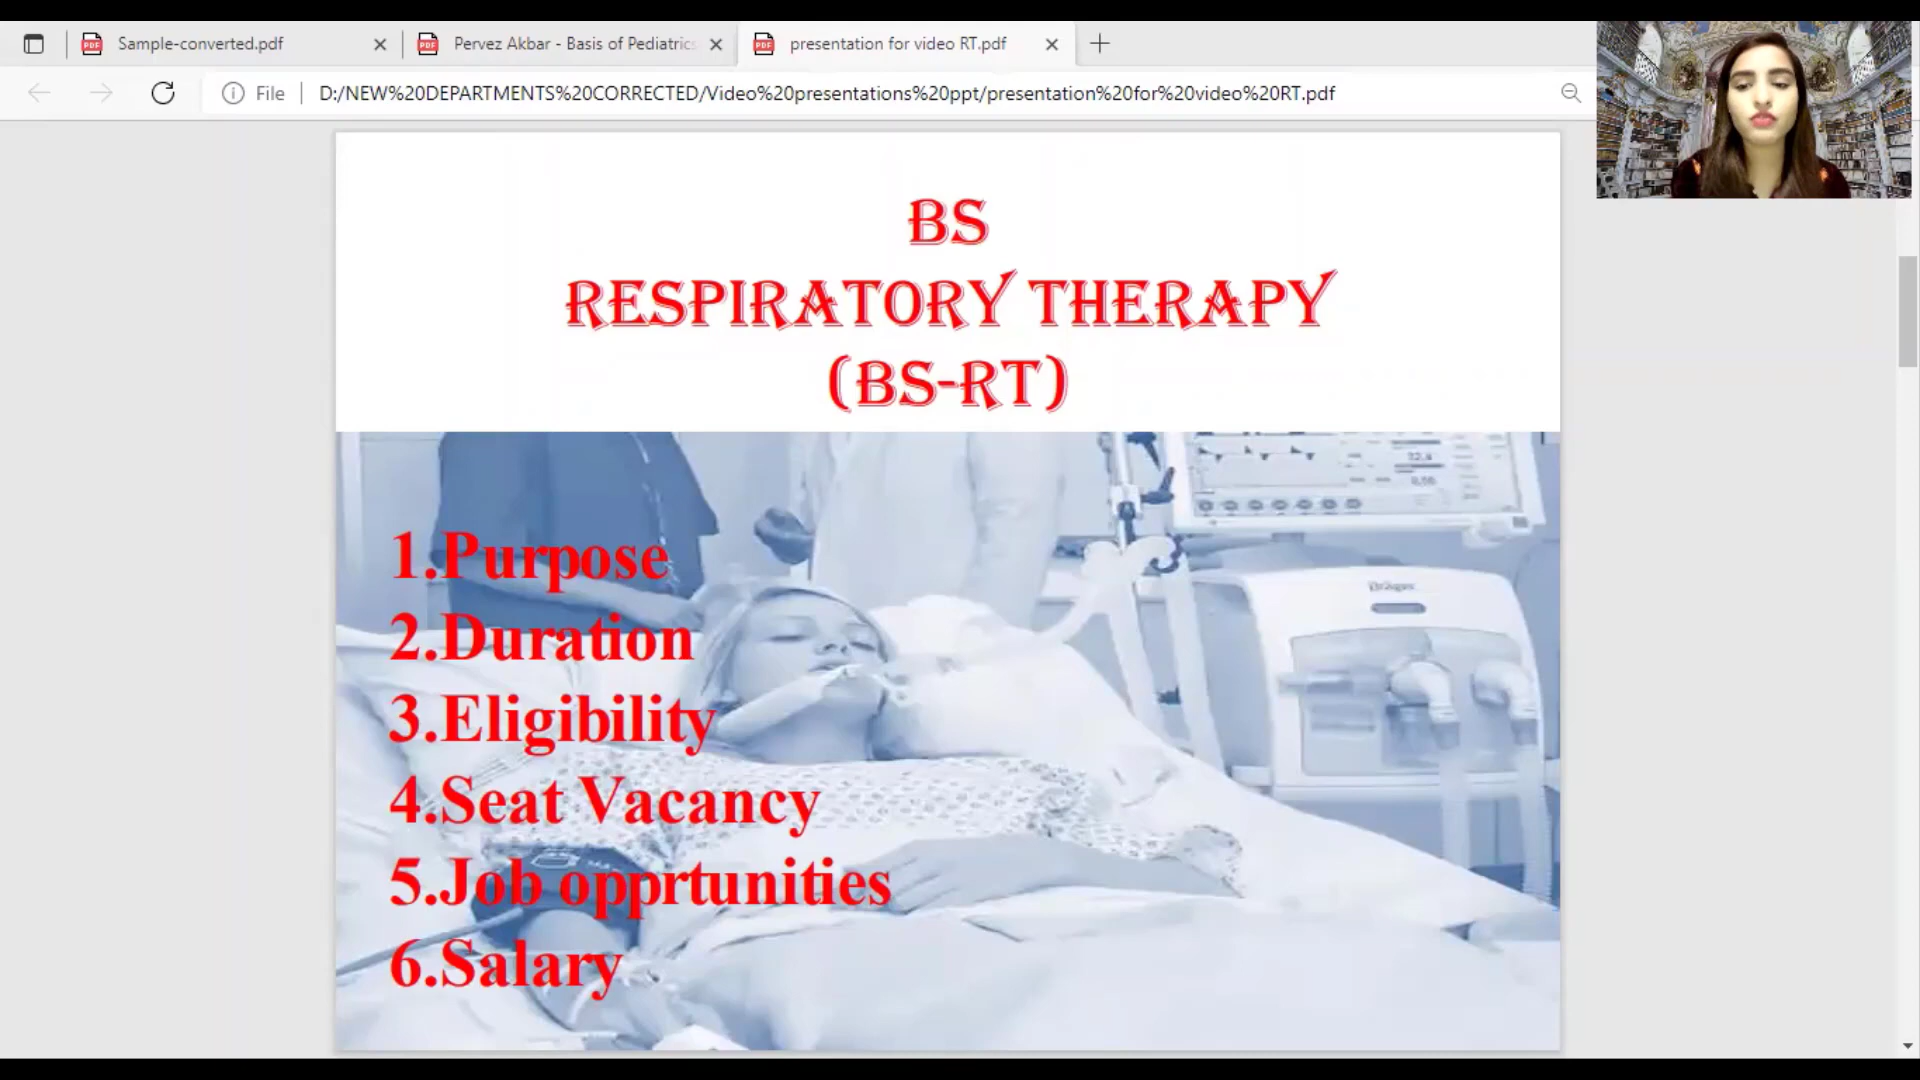 Sample-converted.pdf
Pervez Akbar - Basis of Pediatrics
presentation for video RT.pdf
File
D:/NEW%20DEPARTMENTS%20CORRECTED/Video%20presentations%20ppt/presentation%20for%20video%20RT.pdf
BS
RESPIRATORY THERAPY
(BS-RT)
1.Purpose
2.Duration
3.Eligibility
4.Seat Vacancy
5.Job opprtunities
6.Salary
Dräger